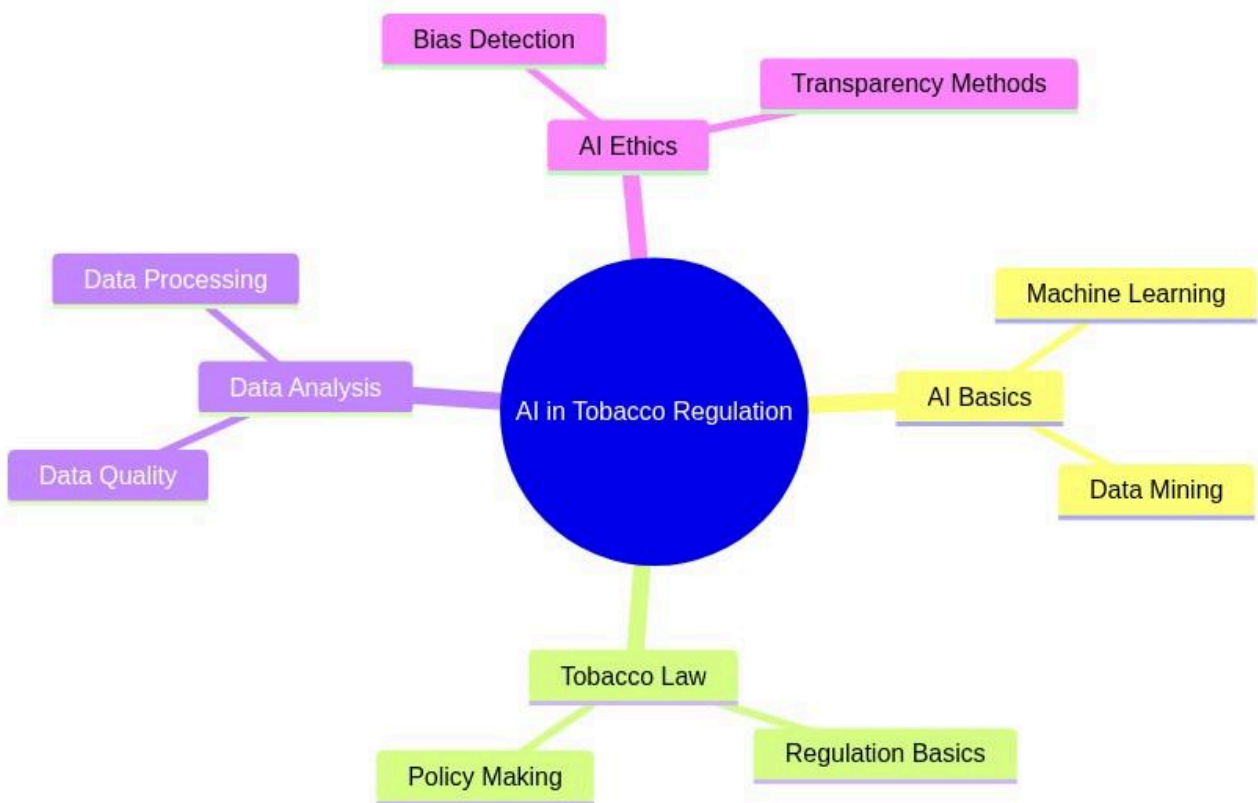 Bias Detection
Transparency Methods
AI Ethics
Data Processing
Machine Learning
Data Analysis
AI in Tobacco Regulation
AI Basics
Data Quality
Data Mining
Tobacco Law
Regulation Basics
Policy Making